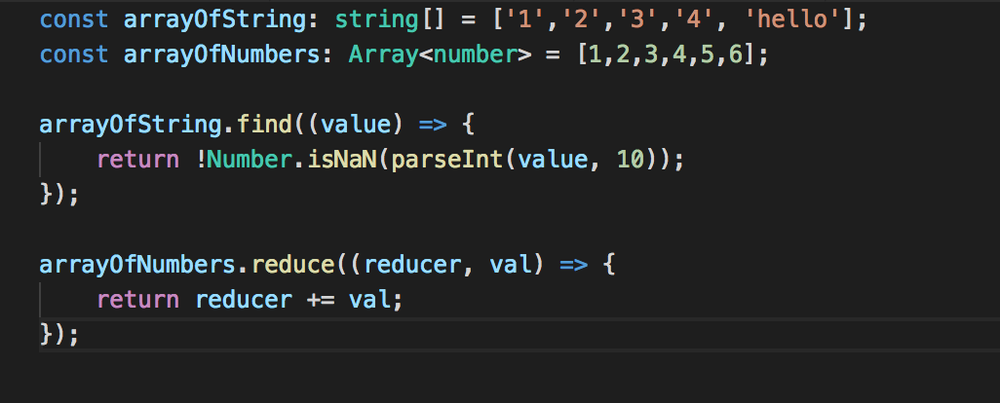 const arrayOfString: string[] = ['1','2','3','4', 'hello'];
const arrayOfNumbers: Array<number> = [1,2,3,4,5,6];
arrayOfString.find((value) => {
return !Number.isNaN(parseInt(value, 10));
});
arrayOfNumbers.reduce((reducer, val) => {
return reducer += val;
});